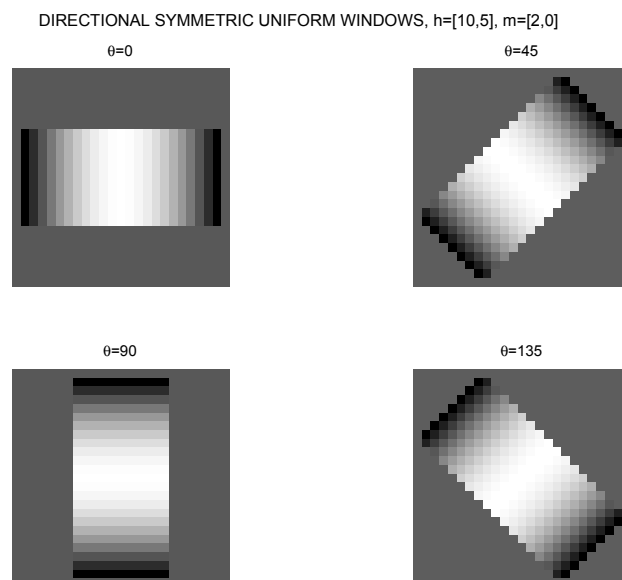 DIRECTIONAL SYMMETRIC UNIFORM WINDOWS, h=[10,5], m=[2,0]
θ=0
θ=45
θ=90
θ=135